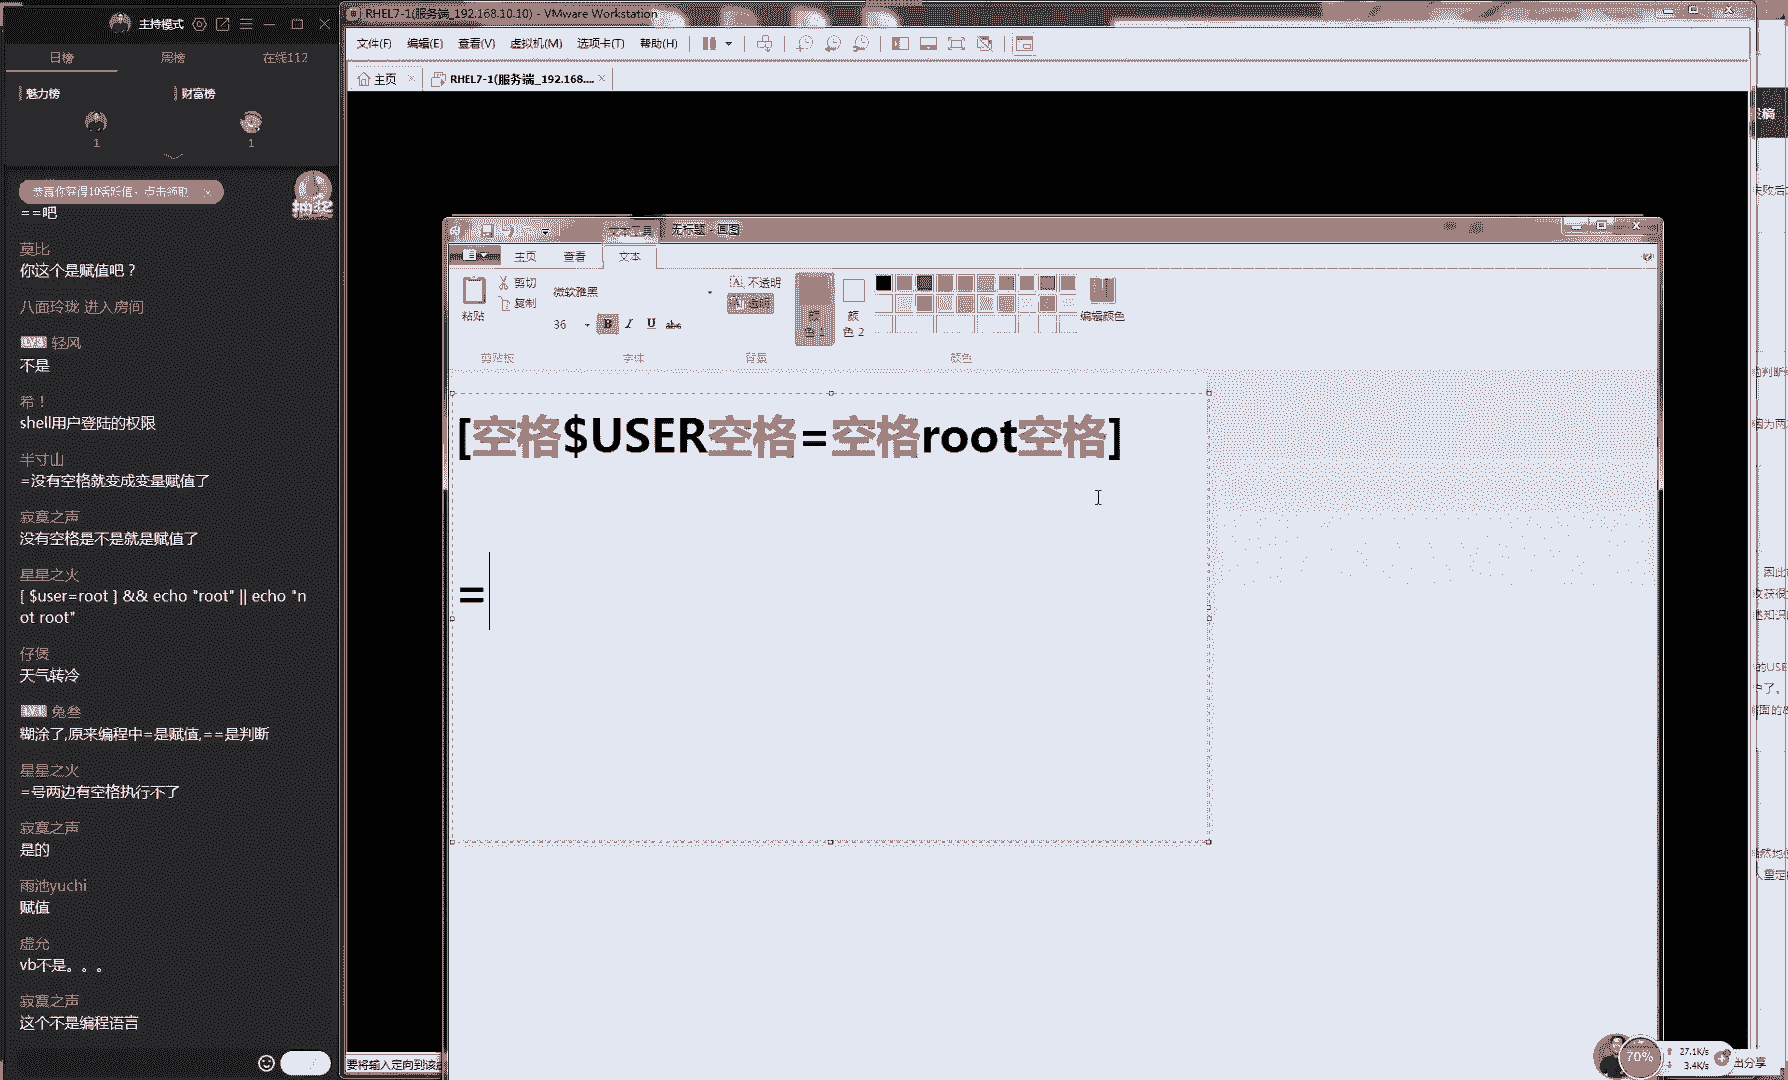 主持模式
日榜 周榜 在线112
魅力榜 财富榜
1 1
恭喜你获得10活跃值，点击领取
抽奖
==吧
莫比
你这个是赋值吧？
八面玲珑 进入房间
轻风
不是
希！
shell用户登陆的权限
半寸山
=没有空格就变成变量赋值了
寂寞之声
没有空格是不是就是赋值了
星星之火
[ $user=root ] && echo "root" || echo "n
ot root"
仔煲
天气转冷
兔叁
糊涂了,原来编程中=是赋值,==是判断
星星之火
=号两边有空格执行不了
寂寞之声
是的
雨池yuchi
赋值
虚允
vb不是。。。
寂寞之声
这个不是编程语言
RHEL7-1(服务端_192.168.10.10) - VMware Workstation
文件(F) 编辑(E) 查看(V) 虚拟机(M) 选项卡(T) 帮助(H)
主页 RHEL7-1(服务端_192.168....
文本工具 无标题 - 画图
主页 查看 文本
粘贴 剪切
复制
微软雅黑
36 B I U abc
不透明
透明
颜色 1 颜色 2
编辑颜色
剪贴板 字体 背景 颜色
[空格$USER空格=空格root空格]
=
要将输入定向到该虚
70%
27.1K/s
3.4K/s
出分享